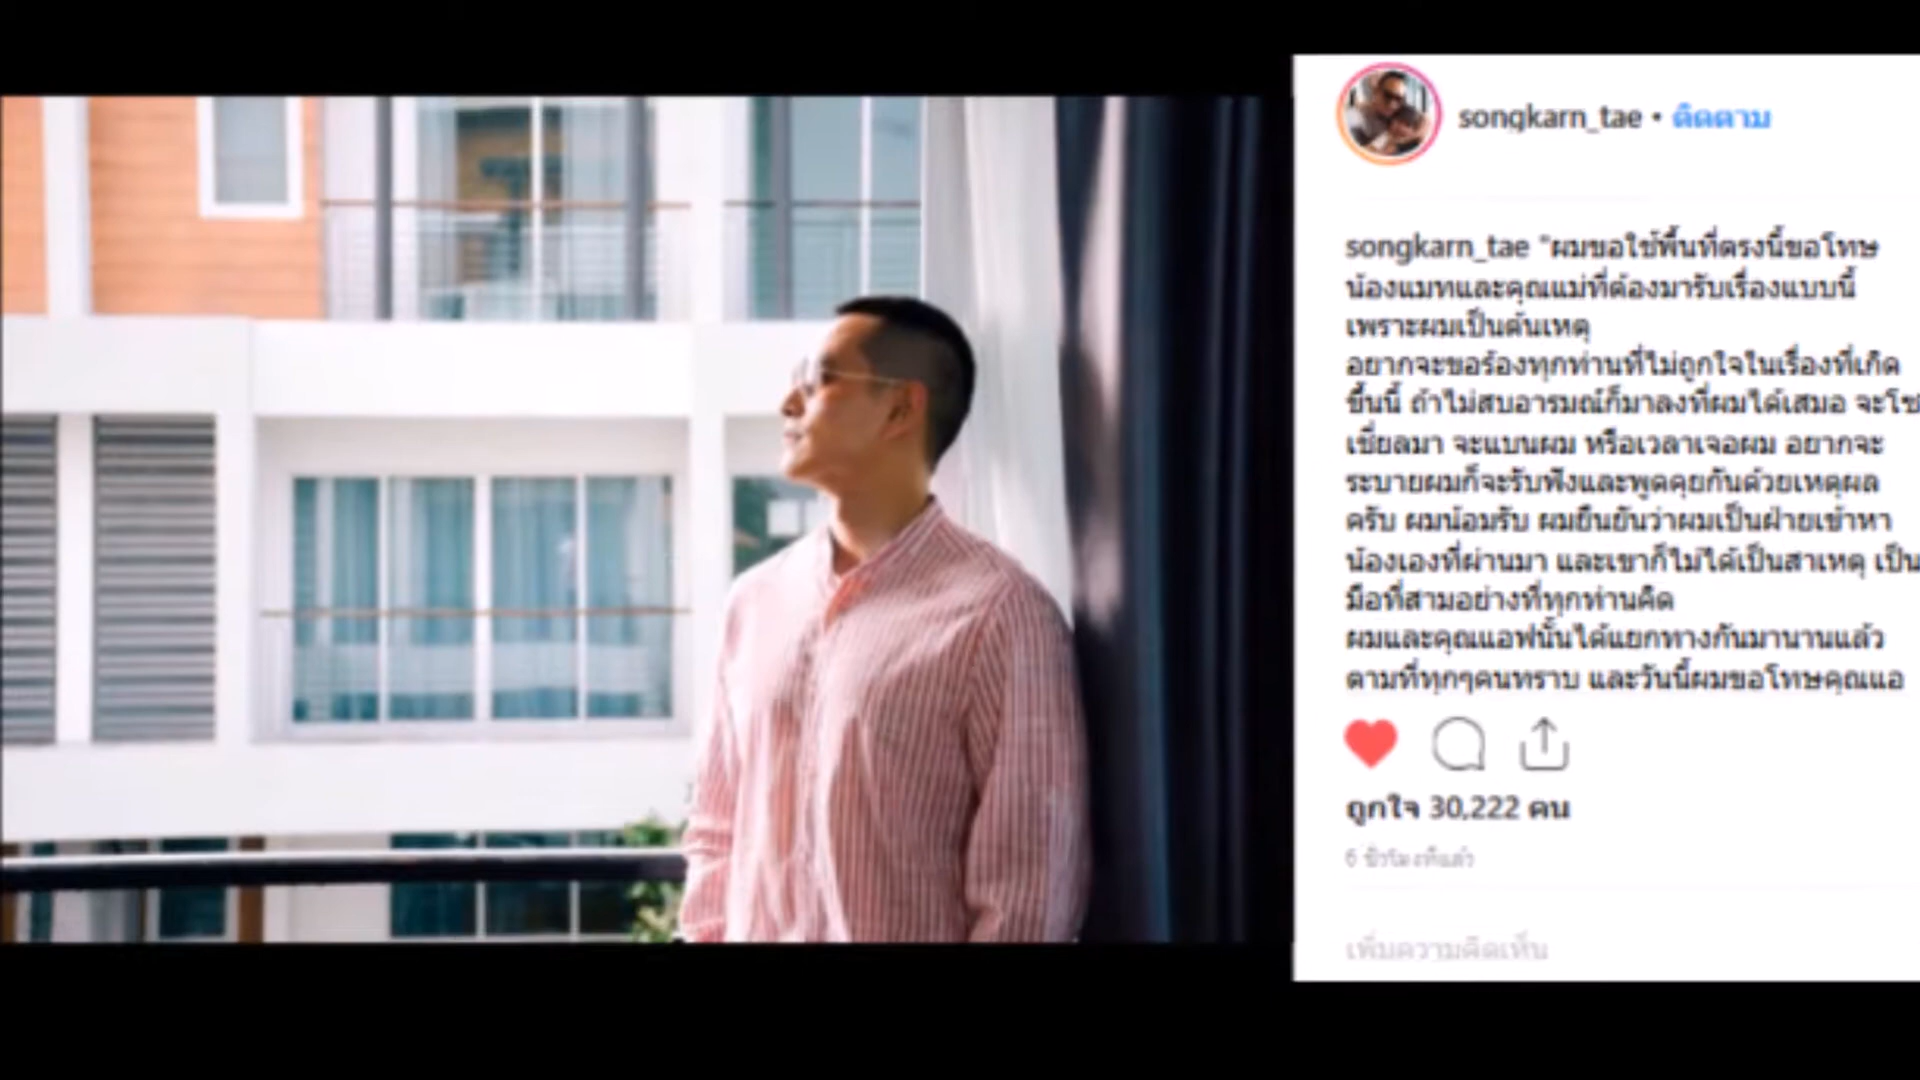 songkarn_tae • ติดตาม
songkarn_tae "ผมขอใช้พื้นที่ตรงนี้ขอโทษ
น้องแมทและคุณแม่ที่ต้องมารับเรื่องแบบนี้
เพราะผมเป็นต้นเหตุ
อยากจะขอร้องทุกท่านที่ไม่ถูกใจในเรื่องที่เกิด
ขึ้นนี้ ถ้าไม่สบอารมณ์ก็มาลงที่ผมได้เสมอ จะโซ
เชี่ยลมา จะแบนผม หรือเวลาเจอผม อยากจะ
ระบายผมก็จะรับฟังและพูดคุยกันด้วยเหตุผล
ครับ ผมน้อมรับ ผมยืนยันว่าผมเป็นฝ่ายเข้าหา
น้องเองที่ผ่านมา และเขาก็ไม่ได้เป็นสาเหตุ เป็น
มือที่สามอย่างที่ทุกท่านคิด
ผมและคุณแอฟนั้นได้แยกทางกันมานานแล้ว
ตามที่ทุกๆคนทราบ และวันนี้ผมขอโทษคุณแอ
ถูกใจ 30,222 คน
6 ชั่วโมงที่แล้ว
เพิ่มความคิดเห็น